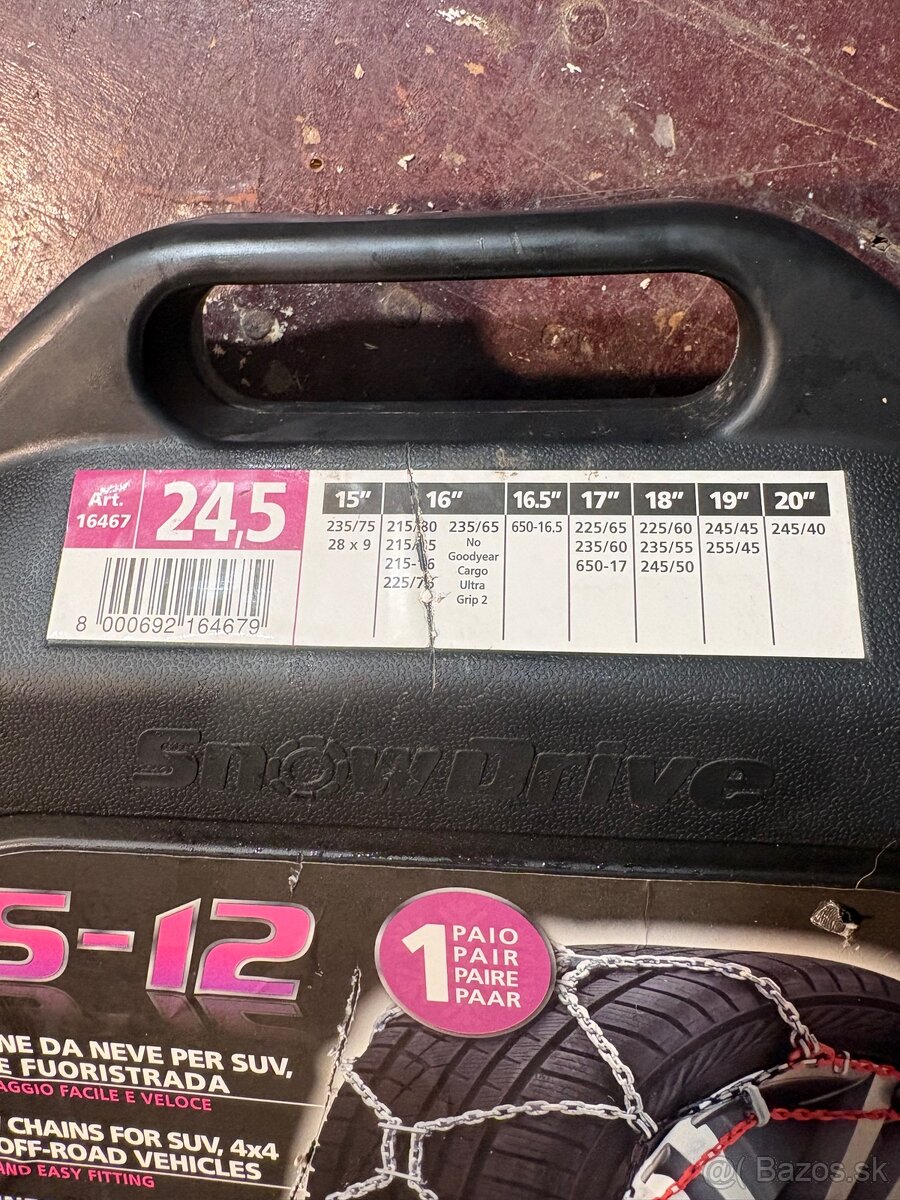 Art.
16467
24,5
8 000692 164679
15”
235/75
28 x 9
16”
225/75
235/65
No
Goodyear
Cargo
Ultra
Grip 2
16.5”
650-16.5
17”
225/65
235/60
650-17
18”
225/60
235/55
245/50
19”
245/45
255/45
20”
245/40
SnowDrive
S-12
1 PAIO
PAIR
PAIRE
PAAR
NE DA NEVE PER SUV,
E FUORISTRADA
AGGIO FACILE E VELOCE
CHAINS FOR SUV, 4x4
OFF-ROAD VEHICLES
AND EASY FITTING
Bazos.sk